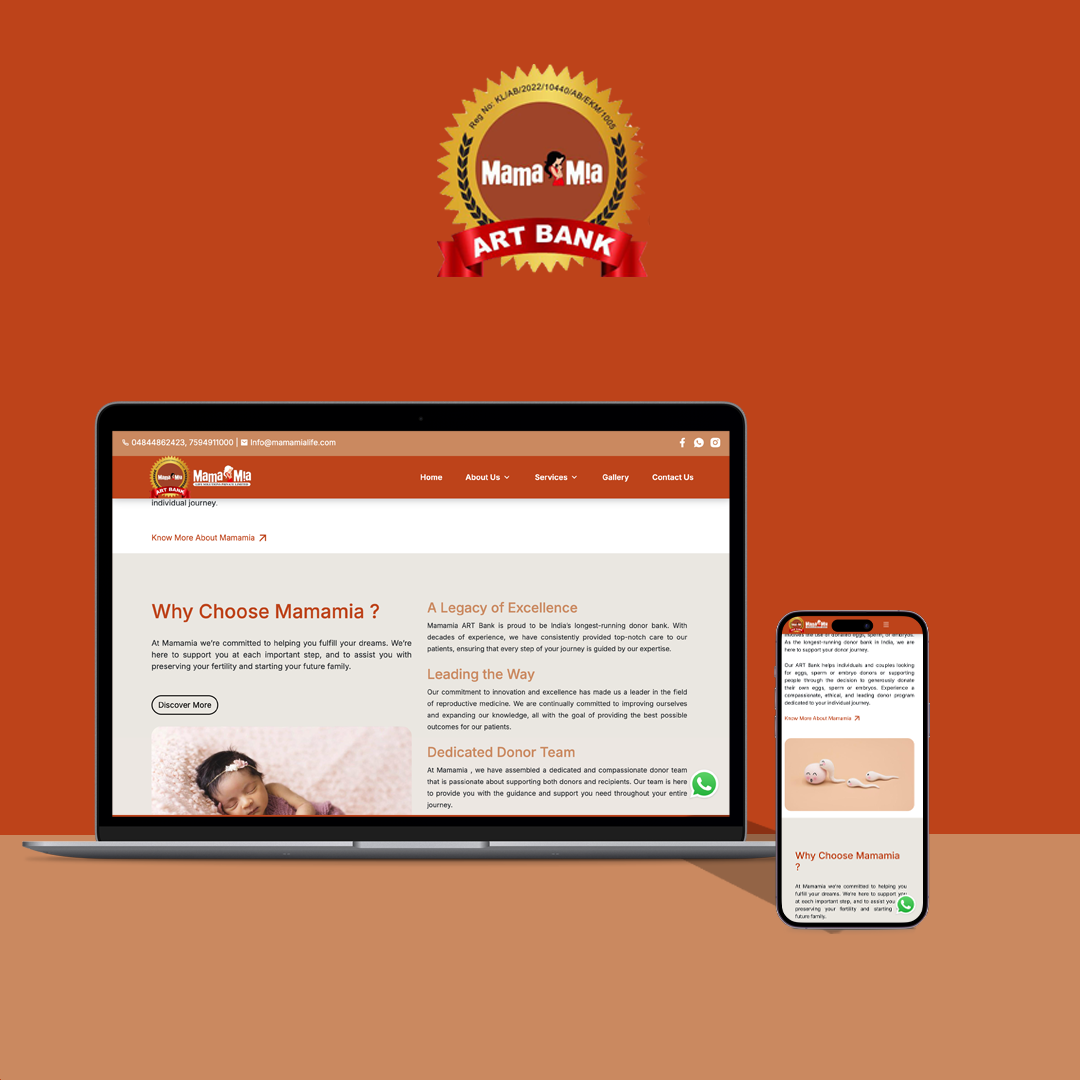 Reg No: KL/AB/2022/10440/AB/EKM/1005
Mama Mia
ART BANK
04844862423, 7594911000 | Info@mamamialife.com
Mama Mia
ART BANK
Mama Mia
Home About Us Services Gallery Contact Us
individual journey.
Know More About Mamamia
Why Choose Mamamia ?
At Mamamia we're committed to helping you fulfill your dreams. We're
here to support you at each important step, and to assist you with
preserving your fertility and starting your future family.
Discover More
A Legacy of Excellence
Mamamia ART Bank is proud to be India's longest-running donor bank. With
decades of experience, we have consistently provided top-notch care to our
patients, ensuring that every step of your journey is guided by our expertise.
Leading the Way
Our commitment to innovation and excellence has made us a leader in the field
of reproductive medicine. We are continually committed to improving ourselves
and expanding our knowledge, all with the goal of providing the best possible
outcomes for our patients.
Dedicated Donor Team
At Mamamia , we have assembled a dedicated and compassionate donor team
that is passionate about supporting both donors and recipients. Our team is here
to provide you with the guidance and support you need throughout your entire
journey.
Mama Mia
involves the use of donated eggs, sperm, or embryos.
As the longest-running donor bank in India, we are
here to support your donor journey.
Our ART Bank helps individuals and couples looking
for eggs, sperm or embryo donors or supporting
people through the decision to generously donate
their own eggs, sperm or embryos. Experience a
compassionate, ethical, and leading donor program
dedicated to your individual journey.
Know More About Mamamia
Why Choose Mamamia
?
At Mamamia we're committed to helping you
fulfill your dreams. We're here to support you
at each important step, and to assist you
preserving your fertility and starting
future family.